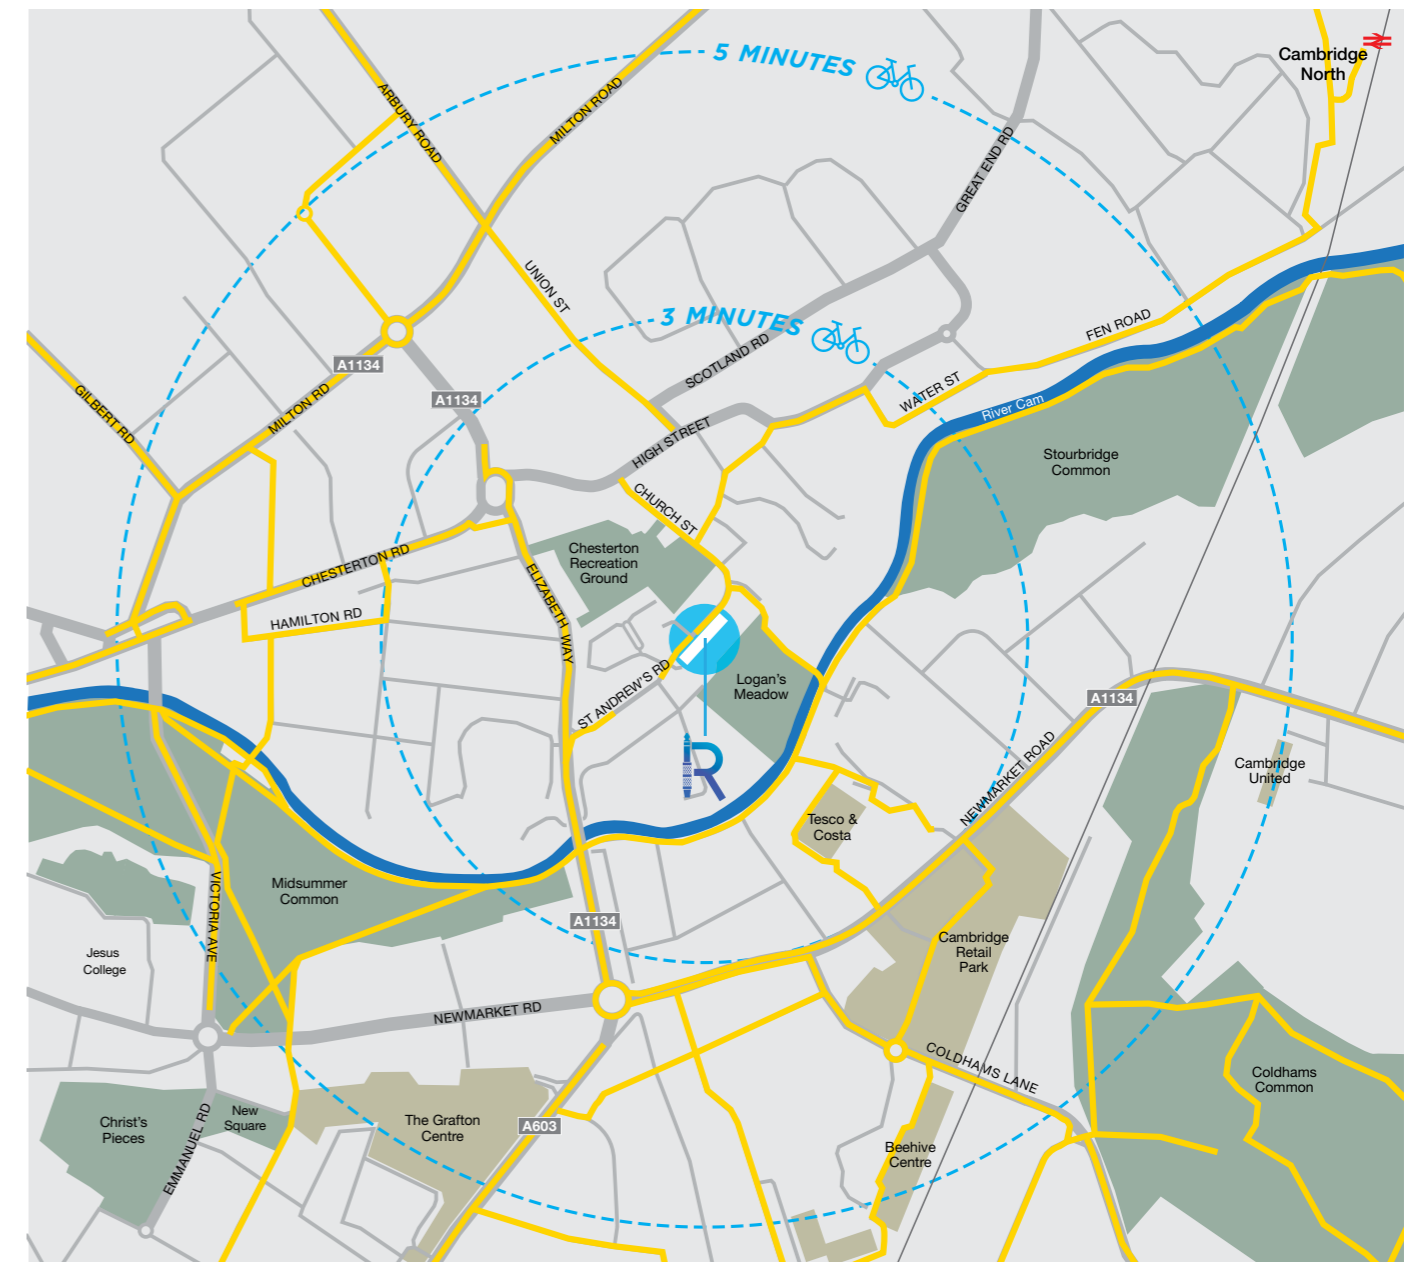 5 MINUTES
Cambridge
North
ARBURY ROAD
MILTON ROAD
GREAT END RD
UNION ST
3 MINUTES
SCOTLAND RD
FEN ROAD
A1134
A1134
GILBERT RD
MILTON RD
WATER ST
River Cam
HIGH STREET
Stourbridge
Common
CHURCH ST
CHESTERTON RD
Chesterton
Recreation
Ground
ELIZABETH WAY
HAMILTON RD
ST ANDREW'S RD
Logan's
Meadow
A1134
R
NEWMARKET ROAD
Cambridge
United
Tesco &
Costa
Midsummer
Common
VICTORIA AVE
A1134
Jesus
College
Cambridge
Retail
Park
NEWMARKET RD
COLDHAMS LANE
Coldhams
Common
Christ's
Pieces
New
Square
EMMANUEL RD
The Grafton
Centre
A603
Beehive
Centre